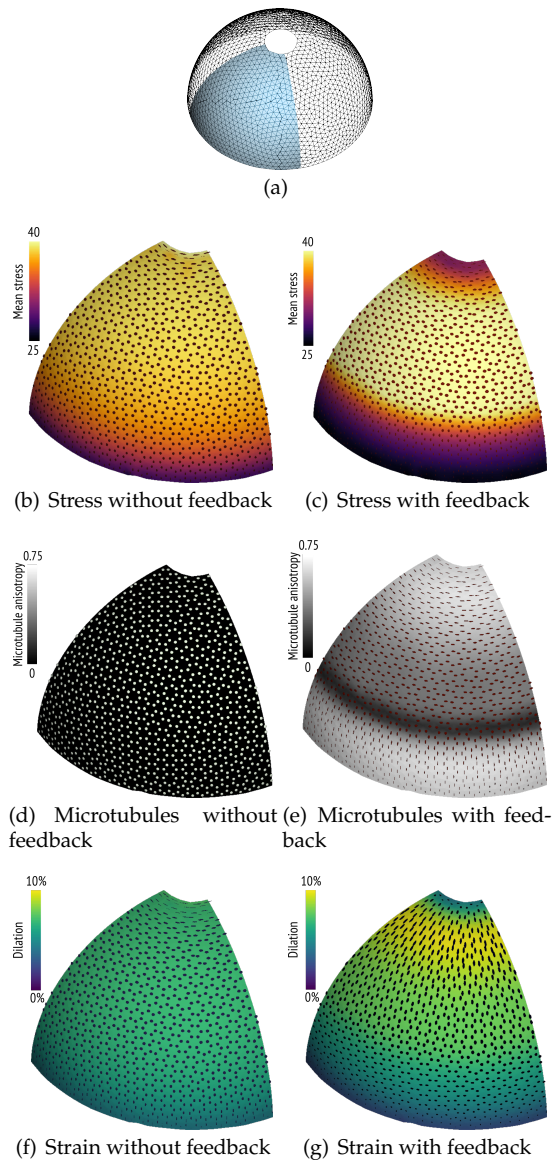 (a)
40
Mean stress
25
40
Mean stress
25
(b) Stress without feedback
(c) Stress with feedback
0.75
Microtubule anisotropy
0
0.75
Microtubule anisotropy
0
(d) Microtubules without
feedback
(e) Microtubules with feed-
back
10%
Dilation
0%
10%
Dilation
0%
(f) Strain without feedback
(g) Strain with feedback